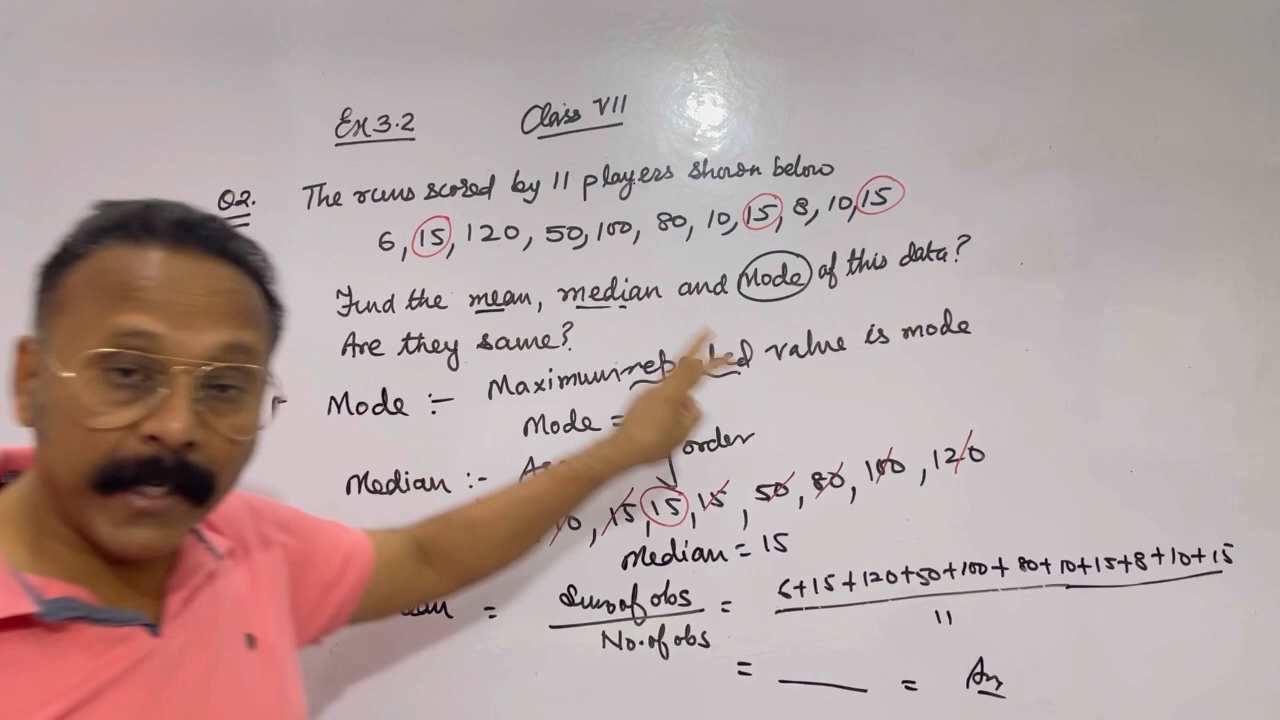 Ex 3.2 Class VII
Q2. The runs scored by 11 players shown below
6, 15, 120, 50, 100, 80, 10, 15, 8, 10, 15
Find the mean, median and Mode of this data?
Are they same?
Mode :- Maximum repeated value is mode
Mode =
Median :- order
10, 15, 15, 15, 50, 80, 100, 120
Median = 15
= Sum of obs / No. of obs = 6+15+120+50+100+80+10+15+8+10+15 / 11
= ___ = Ans